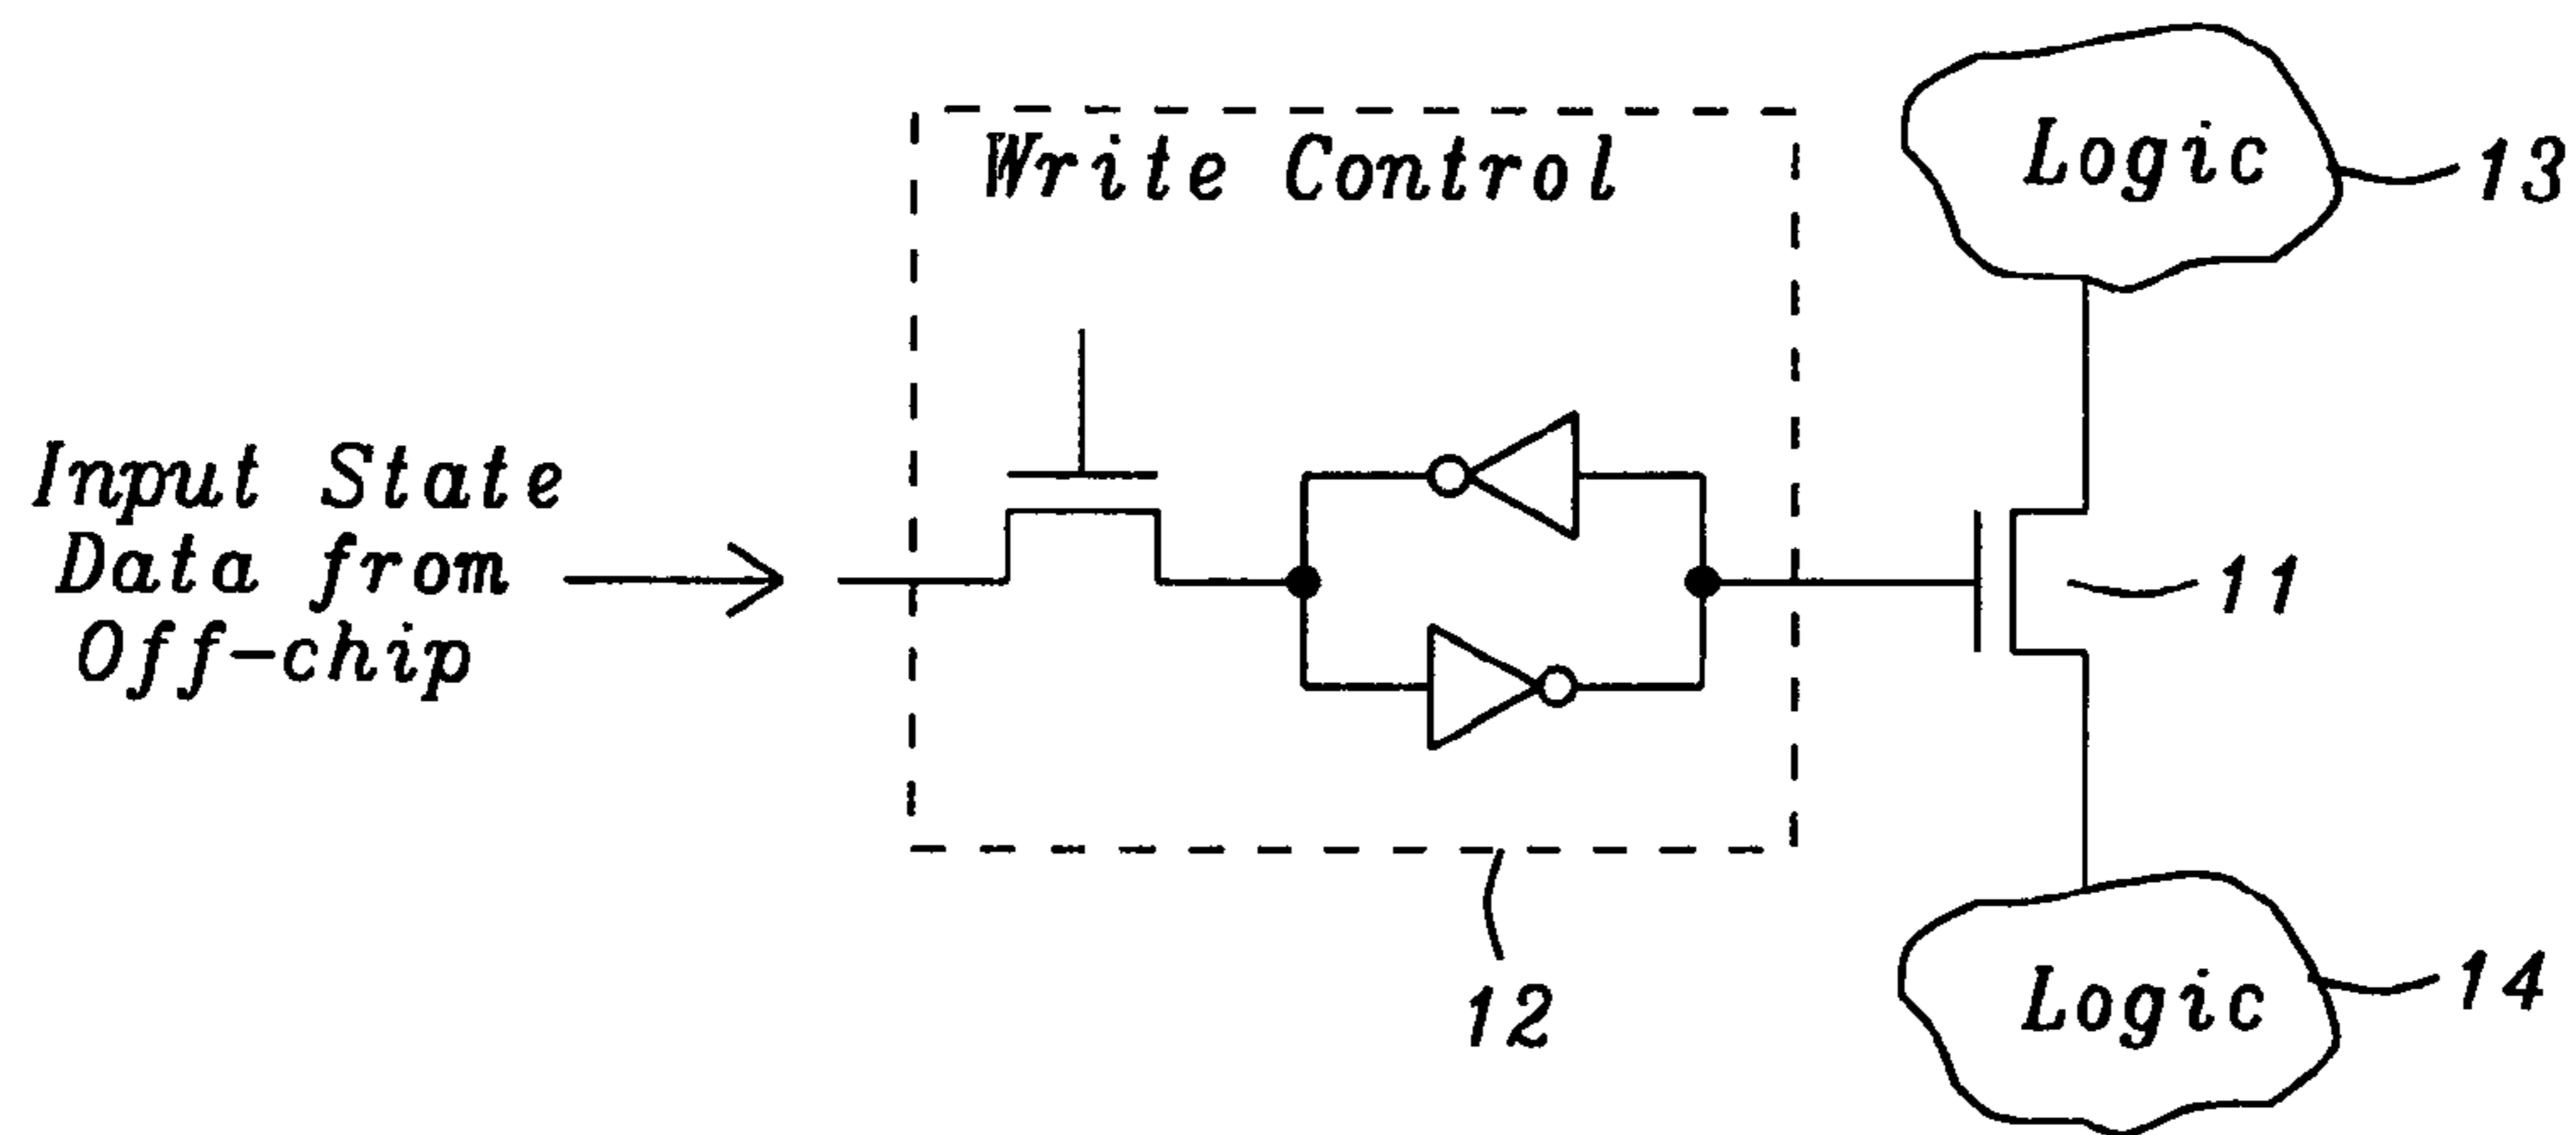 Write Control
Logic
13
Input State
Data from
Off-chip
11
12
Logic
14